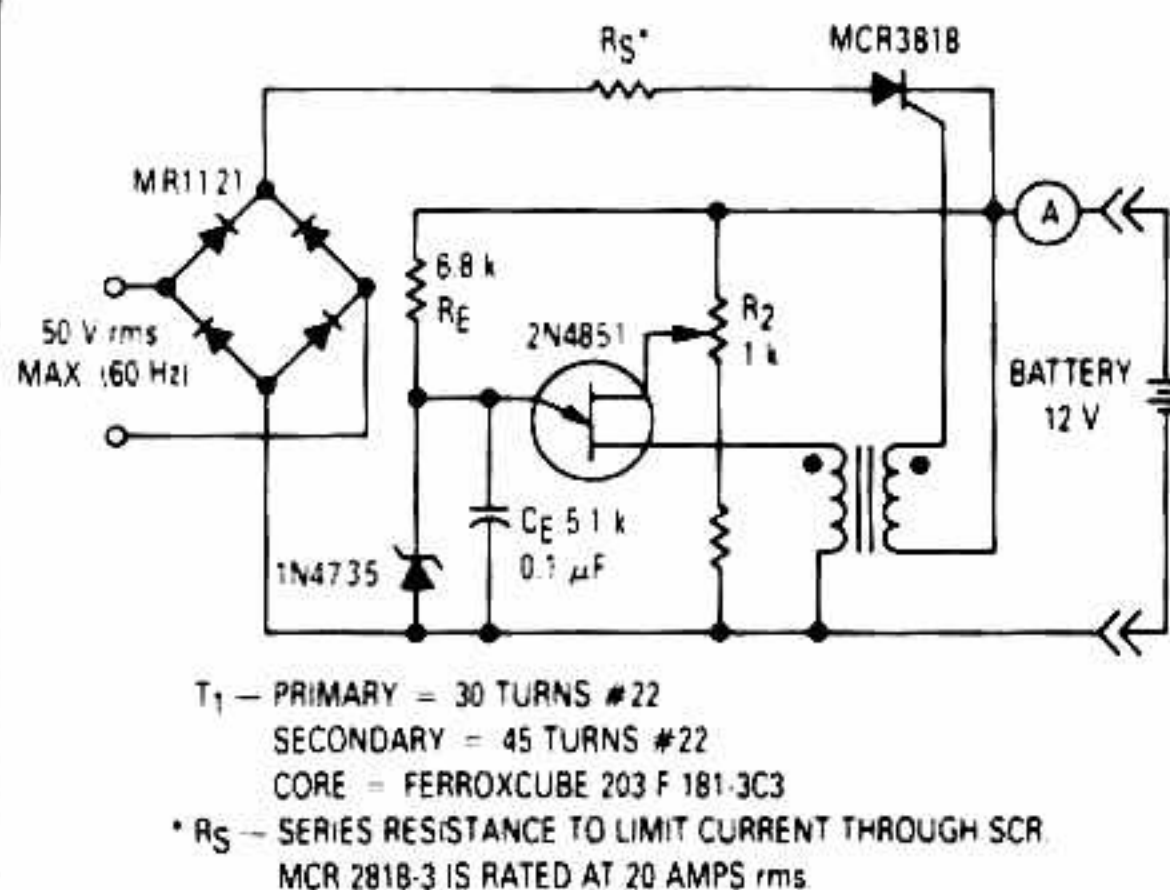 RS*
MCR3818
MR1121
A
6.8 k
RE
R2
1 k
2N4851
50 V rms
MAX (60 Hz)
BATTERY
12 V
CE 5.1 k
0.1 µF
1N4735
T1 — PRIMARY = 30 TURNS #22
SECONDARY = 45 TURNS #22
CORE = FERROXCUBE 203 F 181-3C3
* RS — SERIES RESISTANCE TO LIMIT CURRENT THROUGH SCR.
MCR 2818-3 IS RATED AT 20 AMPS rms.